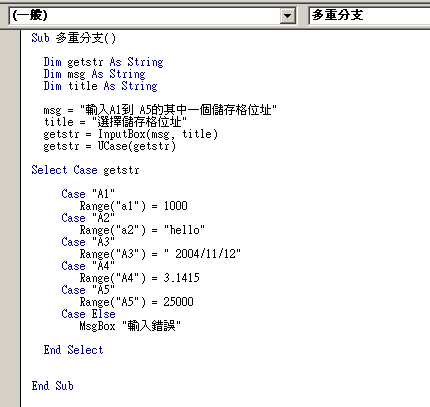 (一般)
多重分支
Sub 多重分支()
Dim getstr As String
Dim msg As String
Dim title As String
msg = "輸入A1到 A5的其中一個儲存格位址"
title = "選擇儲存格位址"
getstr = InputBox(msg, title)
getstr = UCase(getstr)
Select Case getstr
Case "A1"
Range("a1") = 1000
Case "A2"
Range("a2") = "hello"
Case "A3"
Range("A3") = " 2004/11/12"
Case "A4"
Range("A4") = 3.1415
Case "A5"
Range("A5") = 25000
Case Else
MsgBox "輸入錯誤"
End Select
End Sub